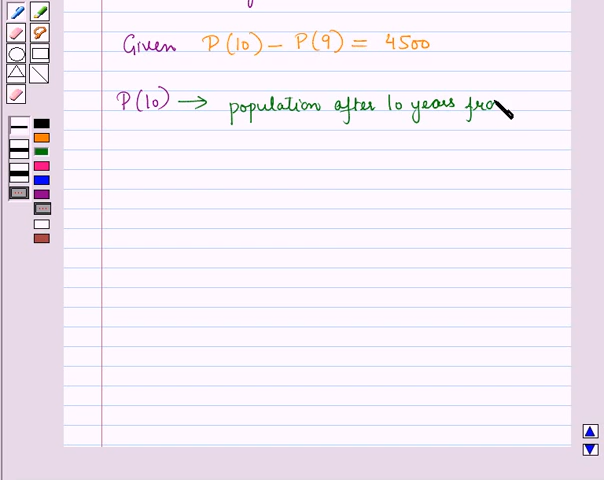 Given P(10) - P(9) = 4500
P(10) → population after 10 years